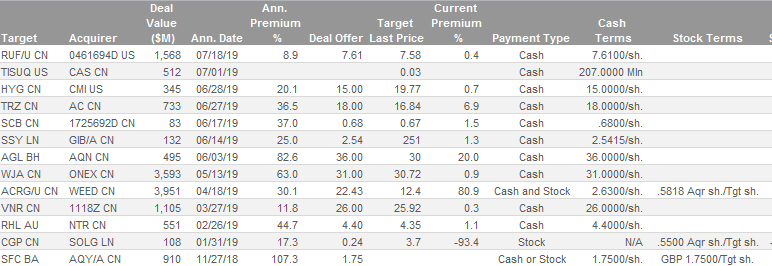 Deal Ann. Current
Value Premium Target Premium Cash
Target Acquirer ($M) Ann. Date % Deal Offer Last Price % Payment Type Terms Stock Terms
RUF/U CN 0461694D US 1,568 07/18/19 8.9 7.61 7.58 0.4 Cash 7.6100/sh.
TISUQ US CAS CN 512 07/01/19 0.03 Cash 207.0000 Mln
HYG CN CMI US 345 06/28/19 20.1 15.00 14.77 0.7 Cash 15.0000/sh.
TRZ CN AC CN 733 06/27/19 36.5 18.00 16.84 6.9 Cash 18.0000/sh.
SCB CN 1725692D CN 83 06/17/19 37.0 0.68 0.67 1.5 Cash .6800/sh.
SSY LN GIB/A CN 132 06/14/19 25.0 2.54 251 1.3 Cash 2.5415/sh.
AGL BH AQN CN 495 06/03/19 82.6 36.00 30 20.0 Cash 36.0000/sh.
WJA CN ONEX CN 3,593 05/13/19 63.0 31.00 30.72 0.9 Cash 31.0000/sh.
ACRG/U CN WEED CN 3,951 04/18/19 30.1 22.43 12.4 80.9 Cash and Stock 2.6300/sh. .5818 Aqr sh./Tgt sh.
VNR CN 1118Z CN 1,105 03/27/19 11.8 26.00 25.92 0.3 Cash 26.0000/sh.
RHL AU NTR CN 551 02/26/19 44.7 4.40 4.35 1.1 Cash 4.4000/sh.
CGP CN SOLG LN 108 01/31/19 17.3 0.24 3.7 -93.4 Stock N/A .5500 Aqr sh./Tgt sh.
SFC BA AQY/A CN 910 11/27/18 107.3 1.75 Cash or Stock 1.7500/sh. GBP 1.7500/Tgt sh.